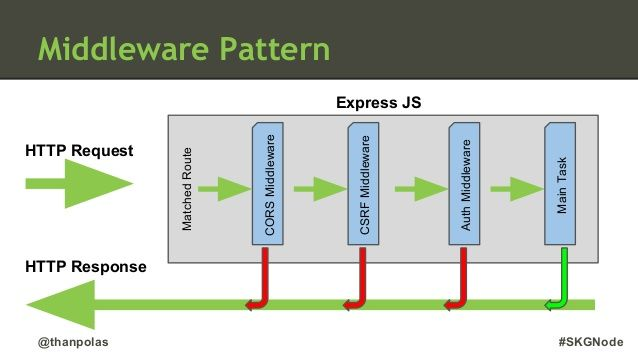 Middleware Pattern
Express JS
HTTP Request
Matched Route
CORS Middleware
CSRF Middleware
Auth Middleware
Main Task
HTTP Response
@thanpolas
#SKGNode